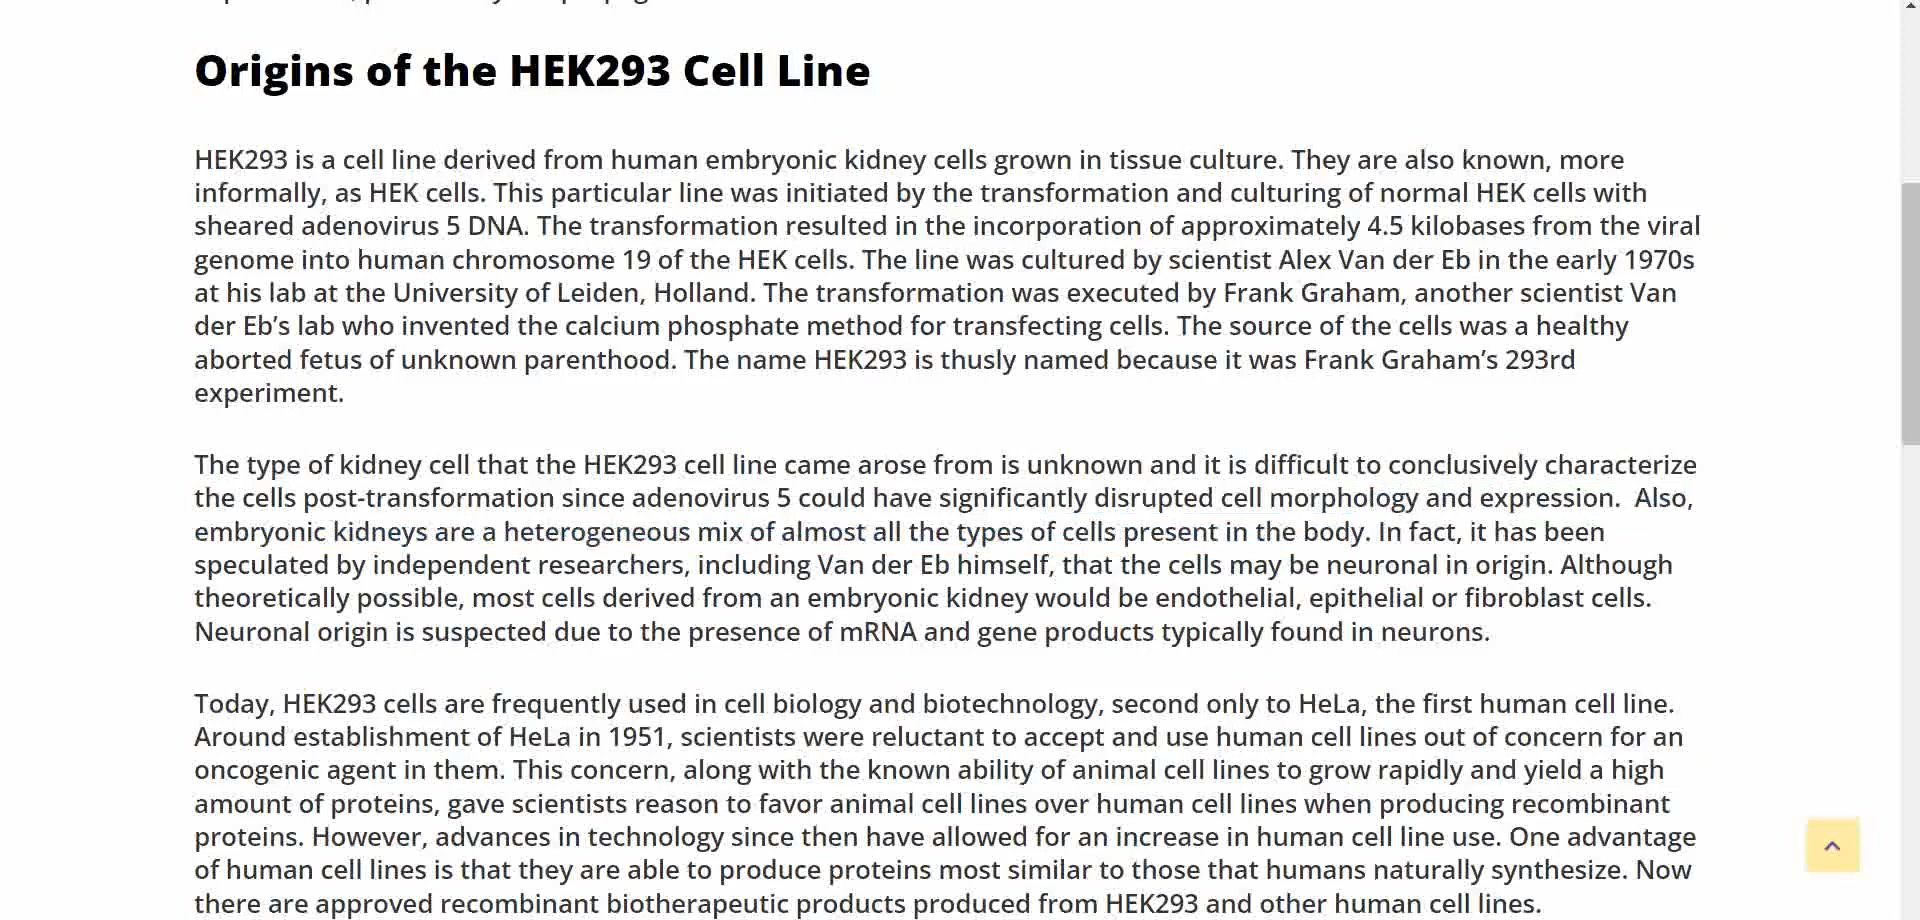 Origins of the HEK293 Cell Line
HEK293 is a cell line derived from human embryonic kidney cells grown in tissue culture. They are also known, more
informally, as HEK cells. This particular line was initiated by the transformation and culturing of normal HEK cells with
sheared adenovirus 5 DNA. The transformation resulted in the incorporation of approximately 4.5 kilobases from the viral
genome into human chromosome 19 of the HEK cells. The line was cultured by scientist Alex Van der Eb in the early 1970s
at his lab at the University of Leiden, Holland. The transformation was executed by Frank Graham, another scientist Van
der Eb’s lab who invented the calcium phosphate method for transfecting cells. The source of the cells was a healthy
aborted fetus of unknown parenthood. The name HEK293 is thusly named because it was Frank Graham’s 293rd
experiment.
The type of kidney cell that the HEK293 cell line came arose from is unknown and it is difficult to conclusively characterize
the cells post-transformation since adenovirus 5 could have significantly disrupted cell morphology and expression.  Also,
embryonic kidneys are a heterogeneous mix of almost all the types of cells present in the body. In fact, it has been
speculated by independent researchers, including Van der Eb himself, that the cells may be neuronal in origin. Although
theoretically possible, most cells derived from an embryonic kidney would be endothelial, epithelial or fibroblast cells.
Neuronal origin is suspected due to the presence of mRNA and gene products typically found in neurons.
Today, HEK293 cells are frequently used in cell biology and biotechnology, second only to HeLa, the first human cell line.
Around establishment of HeLa in 1951, scientists were reluctant to accept and use human cell lines out of concern for an
oncogenic agent in them. This concern, along with the known ability of animal cell lines to grow rapidly and yield a high
amount of proteins, gave scientists reason to favor animal cell lines over human cell lines when producing recombinant
proteins. However, advances in technology since then have allowed for an increase in human cell line use. One advantage
of human cell lines is that they are able to produce proteins most similar to those that humans naturally synthesize. Now
there are approved recombinant biotherapeutic products produced from HEK293 and other human cell lines.